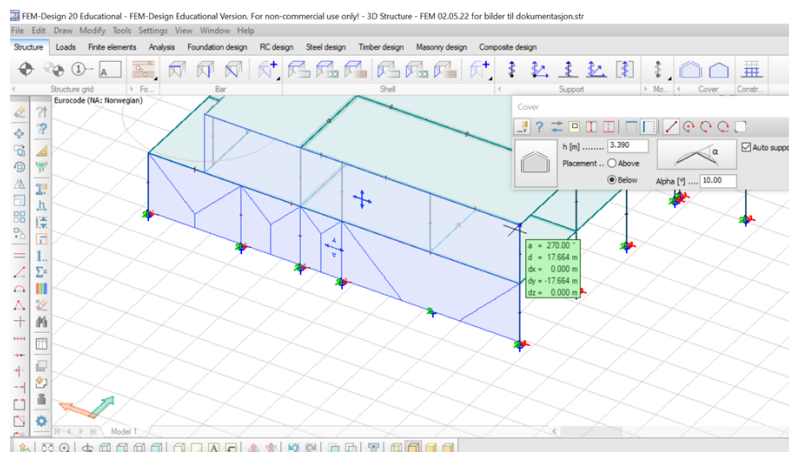 FEM-Design 20 Educational - FEM-Design Educational Version. For non-commercial use only! - 3D Structure - FEM 02.05.22 for bilder til dokumentasjon.str
File Edit Draw Modify Tools Settings View Window Help
Structure Loads Finite elements Analysis Foundation design RC design Steel design Timber design Masonry design Composite design
Structure grid Fo... Bar Shell Support Mo... Cover Constr...
Eurocode (NA: Norwegian)
Cover
h [m] ........ 3.390
Placement .. Above
Below
α
Alpha [°] .... 10.00
Auto suppo
a = 270.00 °
d = 17.664 m
dx = 0.000 m
dy = -17.664 m
dz = 0.000 m
Model 1